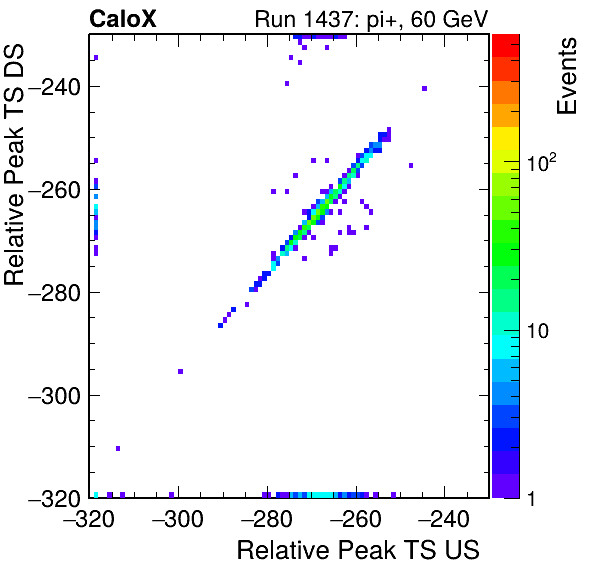 CaloX Run 1437: pi+, 60 GeV
Events
Relative Peak TS DS
−240
−260
−280
−300
−320
10²
10
1
−320 −300 −280 −260 −240
Relative Peak TS US